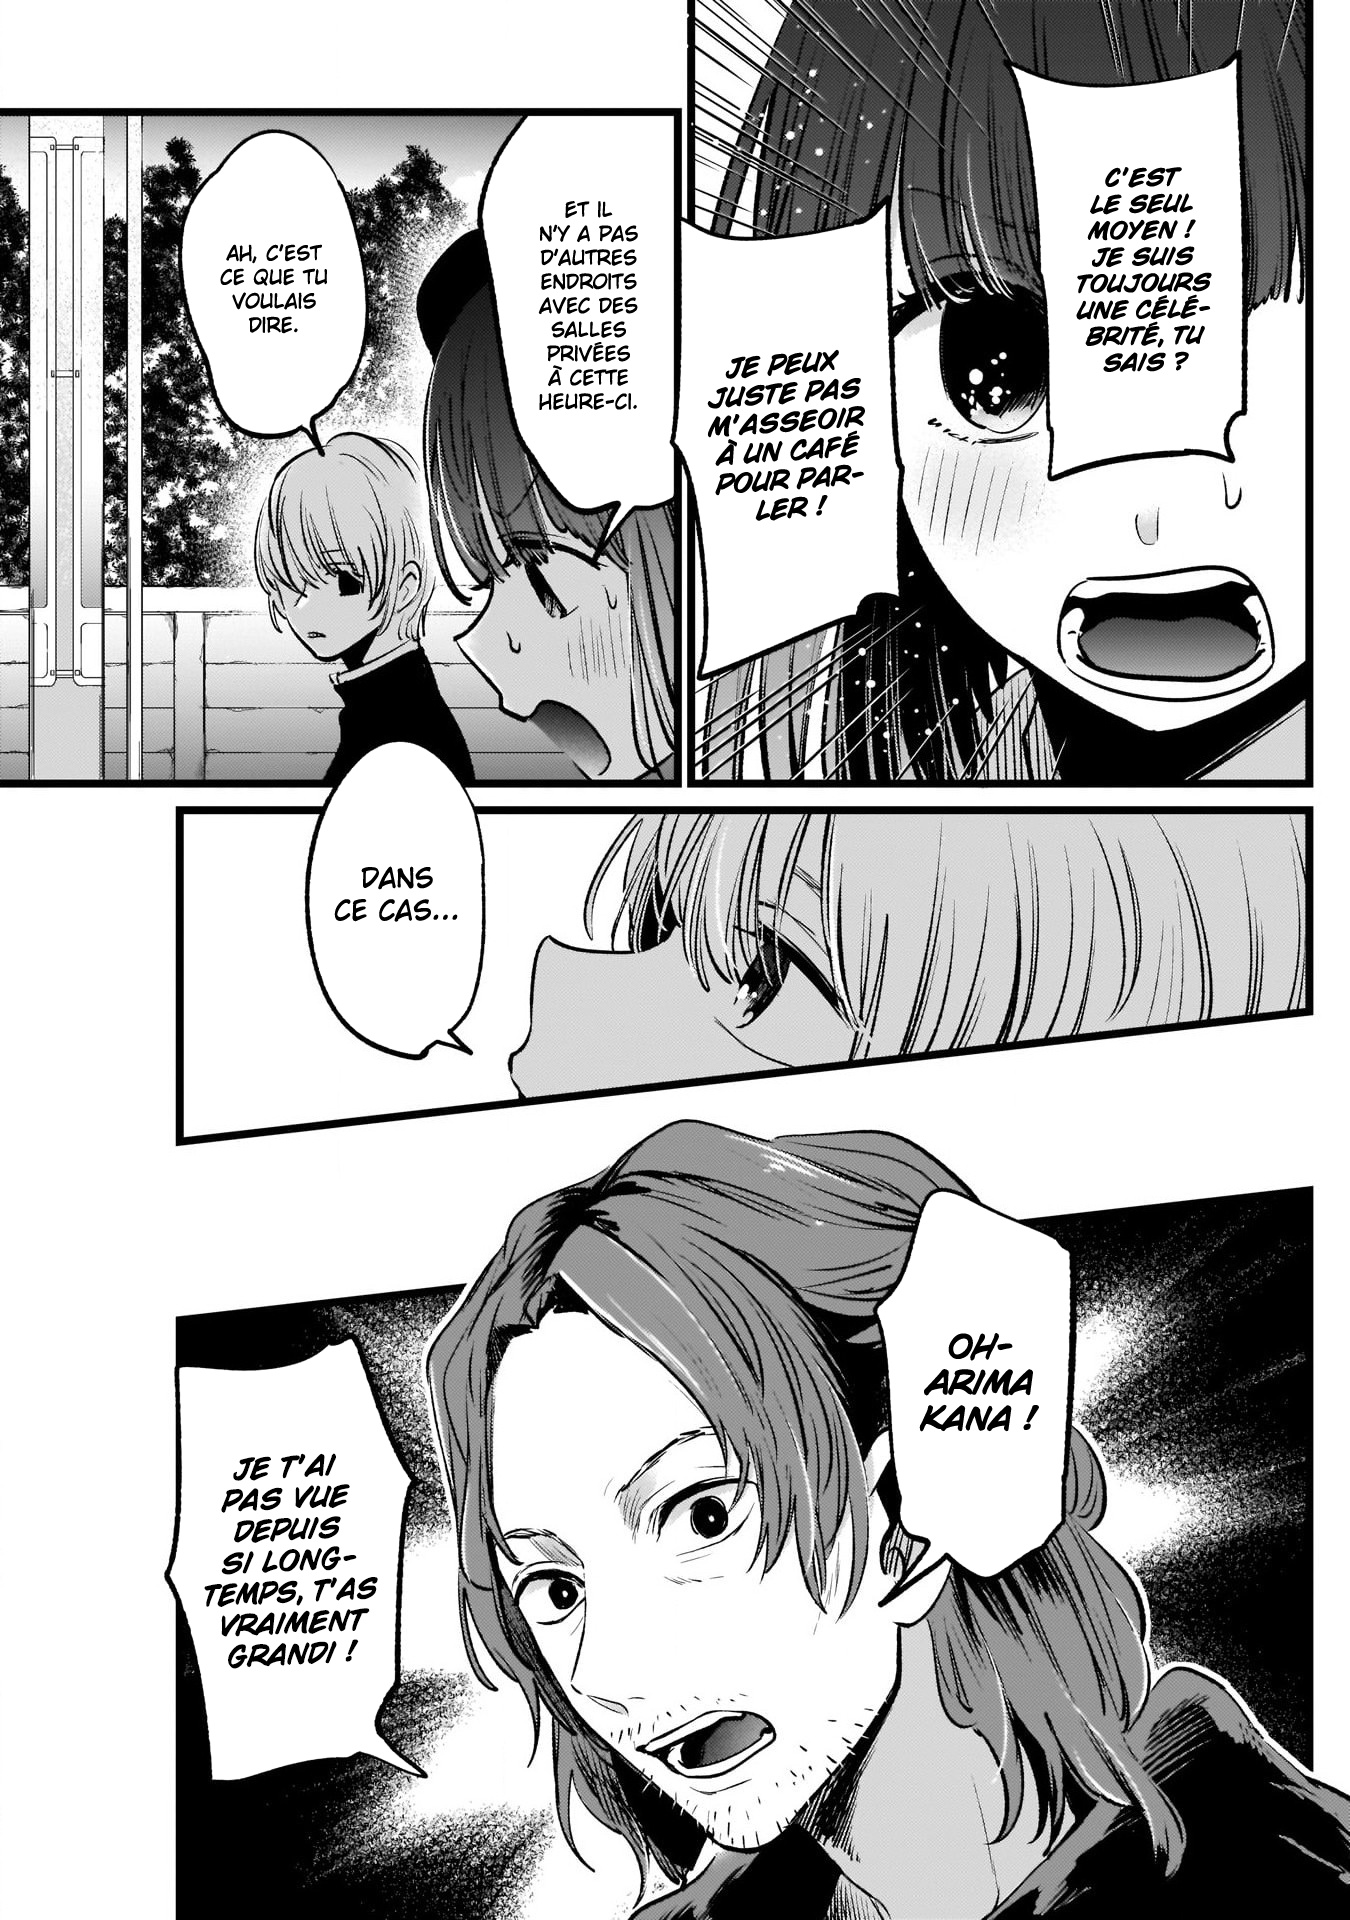 C'EST
LE SEUL
MOYEN !
JE SUIS
TOUJOURS
UNE CÉLÉ-
BRITÉ, TU
SAIS ?
JE PEUX
JUSTE PAS
M'ASSEOIR
À UN CAFÉ
POUR PAR-
LER !
ET IL
N'Y A PAS
D'AUTRES
ENDROITS
AVEC DES
SALLES
PRIVÉES
À CETTE
HEURE-CI.
AH, C'EST
CE QUE TU
VOULAIS
DIRE.
DANS
CE CAS...
OH-
ARIMA
KANA !
JE T'AI
PAS VUE
DEPUIS
SI LONG-
TEMPS, T'AS
VRAIMENT
GRANDI !